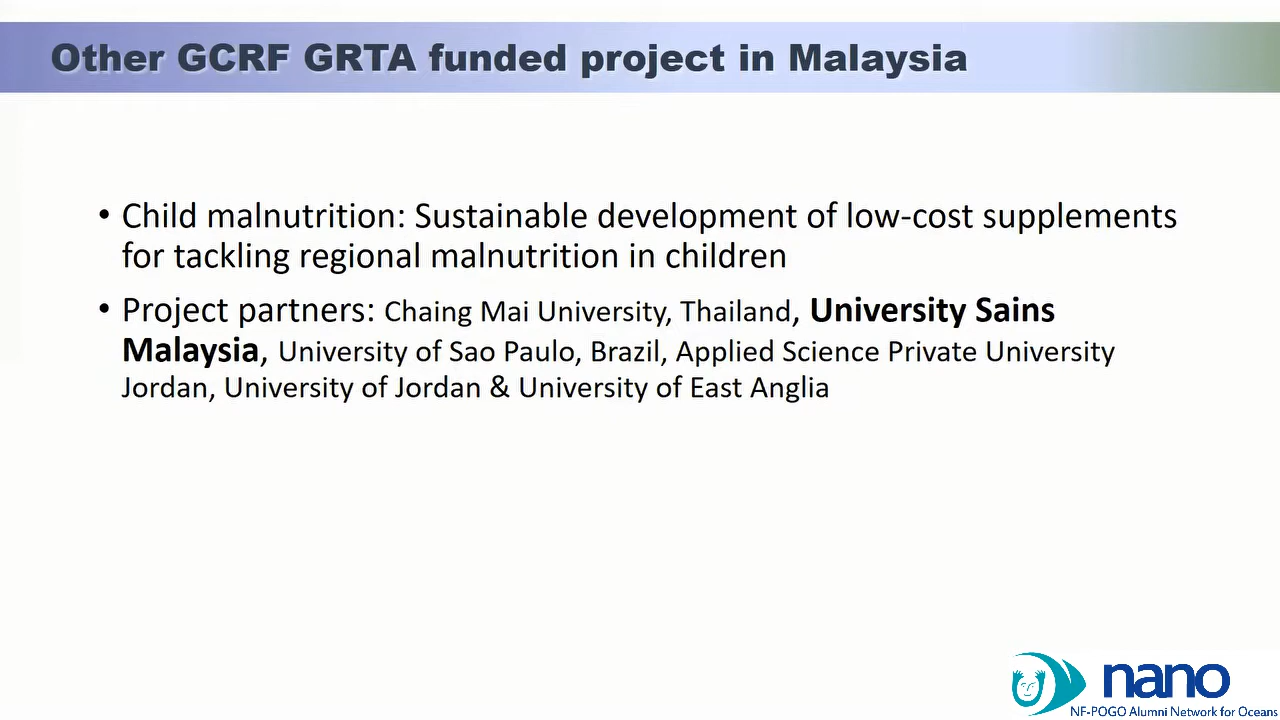 Other GCRF GRTA funded project in Malaysia
• Child malnutrition: Sustainable development of low-cost supplements
for tackling regional malnutrition in children
• Project partners: Chaing Mai University, Thailand, University Sains
Malaysia, University of Sao Paulo, Brazil, Applied Science Private University
Jordan, University of Jordan & University of East Anglia
nano
NF-POGO Alumni Network for Oceans